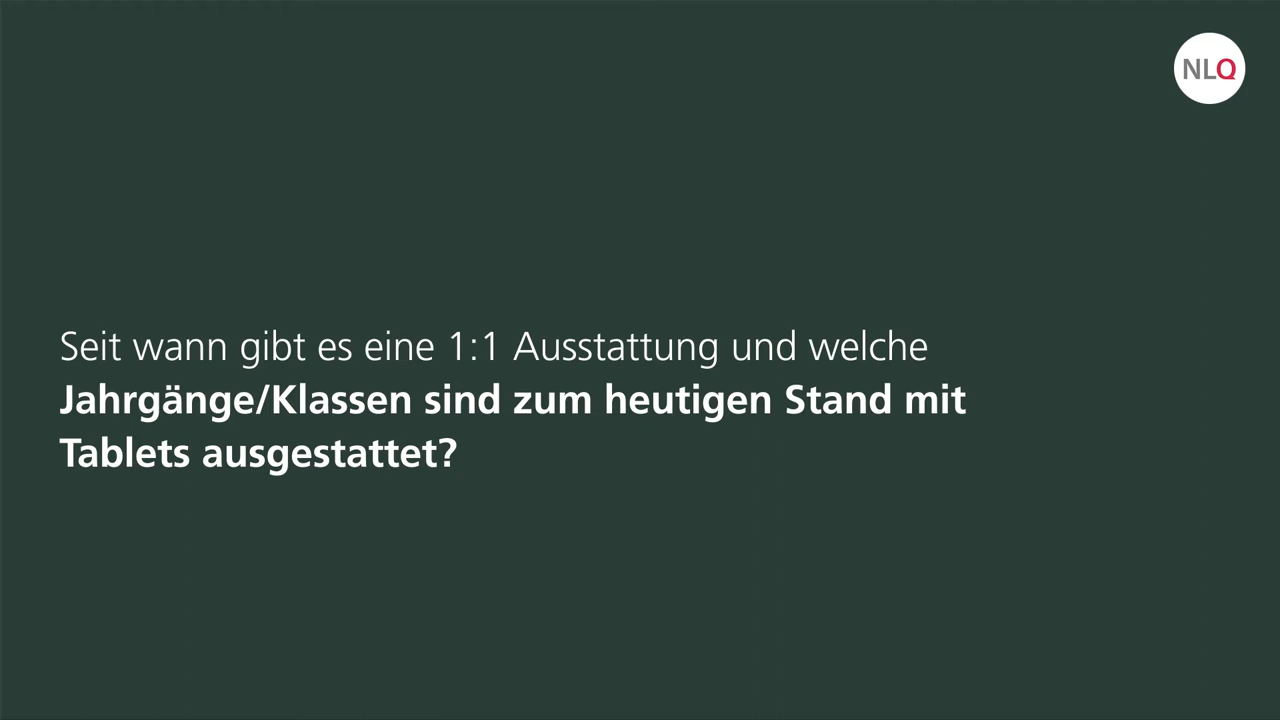 NLQ
Seit wann gibt es eine 1:1 Ausstattung und welche
Jahrgänge/Klassen sind zum heutigen Stand mit
Tablets ausgestattet?